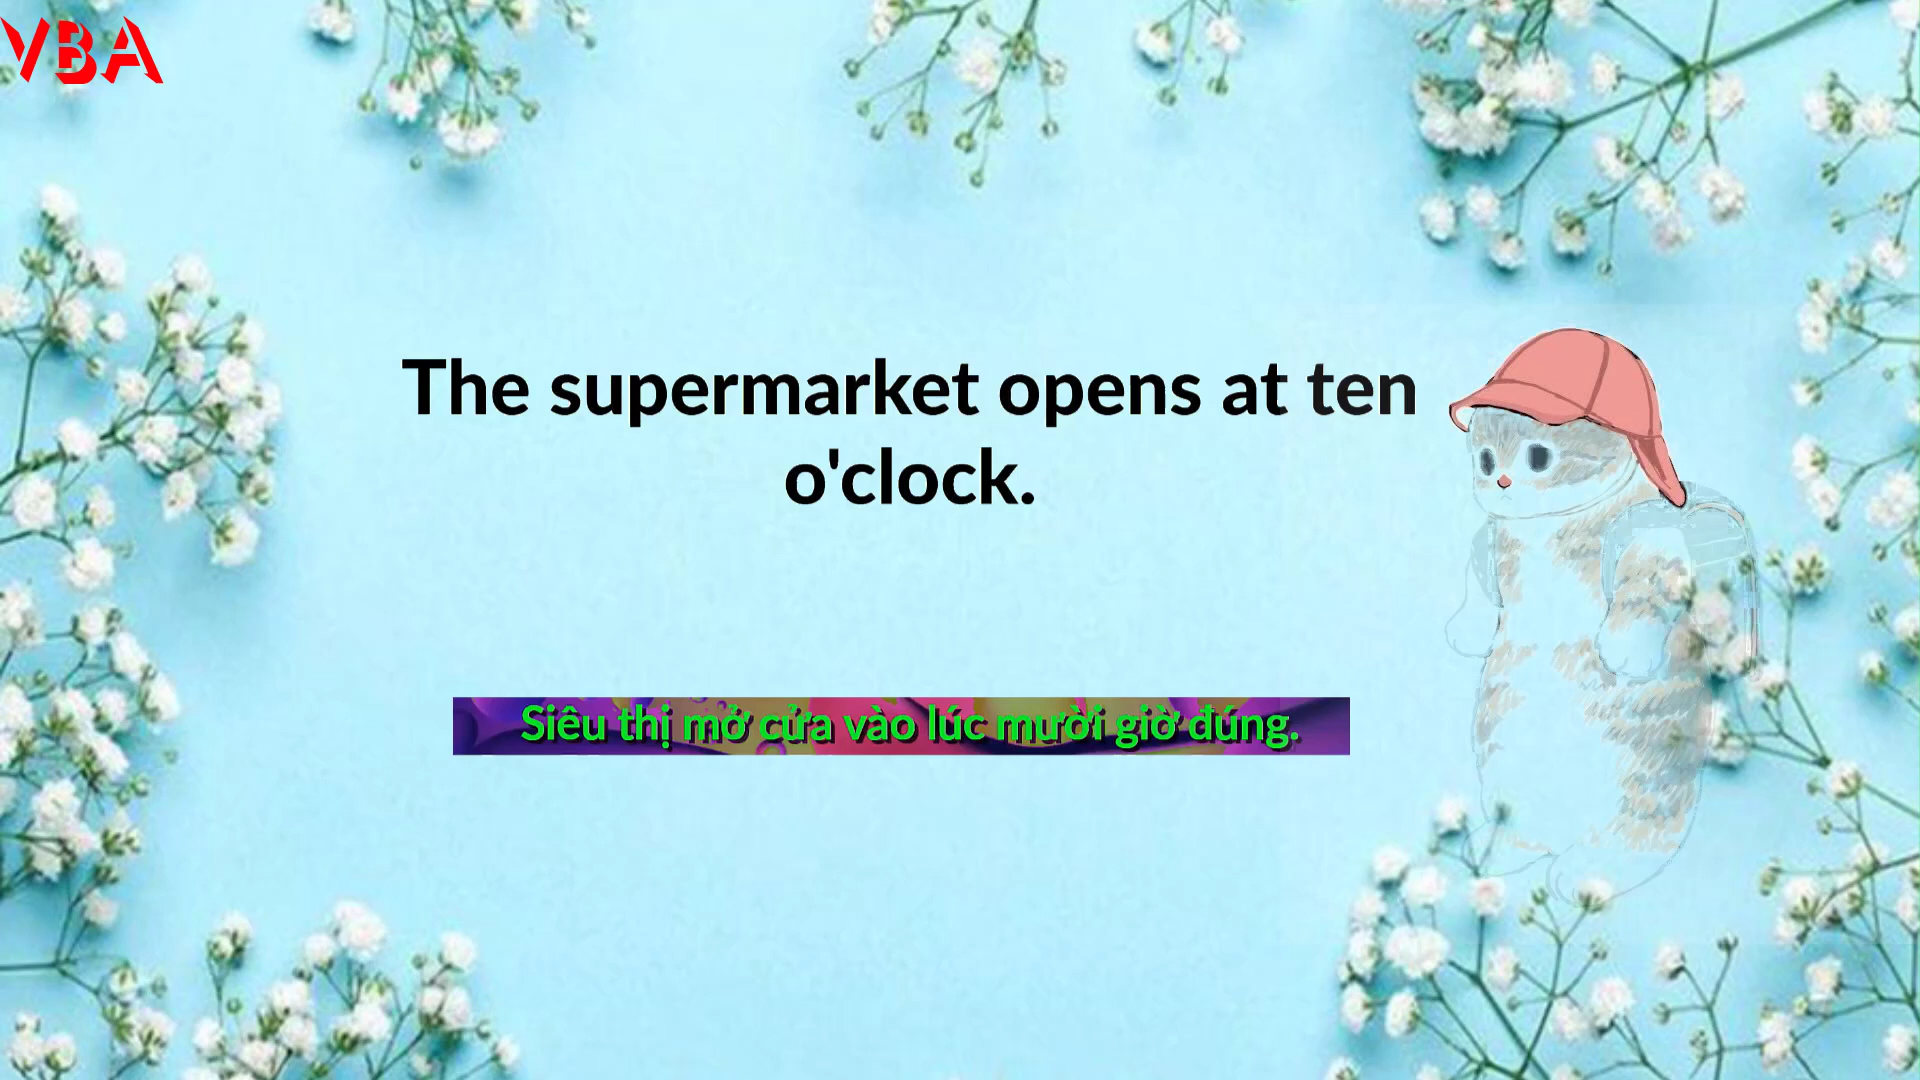 VBA
The supermarket opens at ten
o'clock.
Siêu thị mở cửa vào lúc mười giờ đúng.